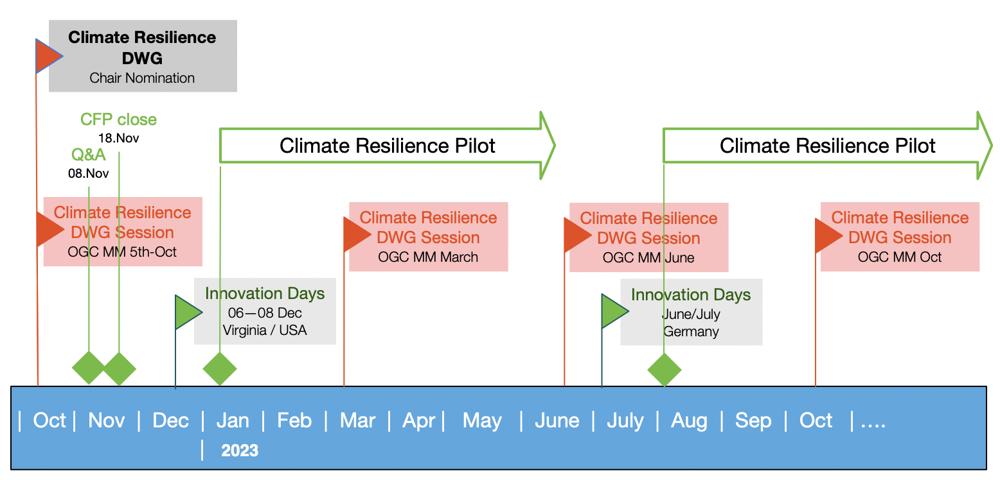 Climate Resilience
DWG
Chair Nomination
CFP close
18.Nov
Q&A
08.Nov
Climate Resilience Pilot
Climate Resilience Pilot
Climate Resilience
DWG Session
OGC MM 5th-Oct
Climate Resilience
DWG Session
OGC MM March
Climate Resilience
DWG Session
OGC MM June
Climate Resilience
DWG Session
OGC MM Oct
Innovation Days
06—08 Dec
Virginia / USA
Innovation Days
June/July
Germany
| Oct | Nov | Dec | Jan | Feb | Mar | Apr | May | June | July | Aug | Sep | Oct | ....
| 2023